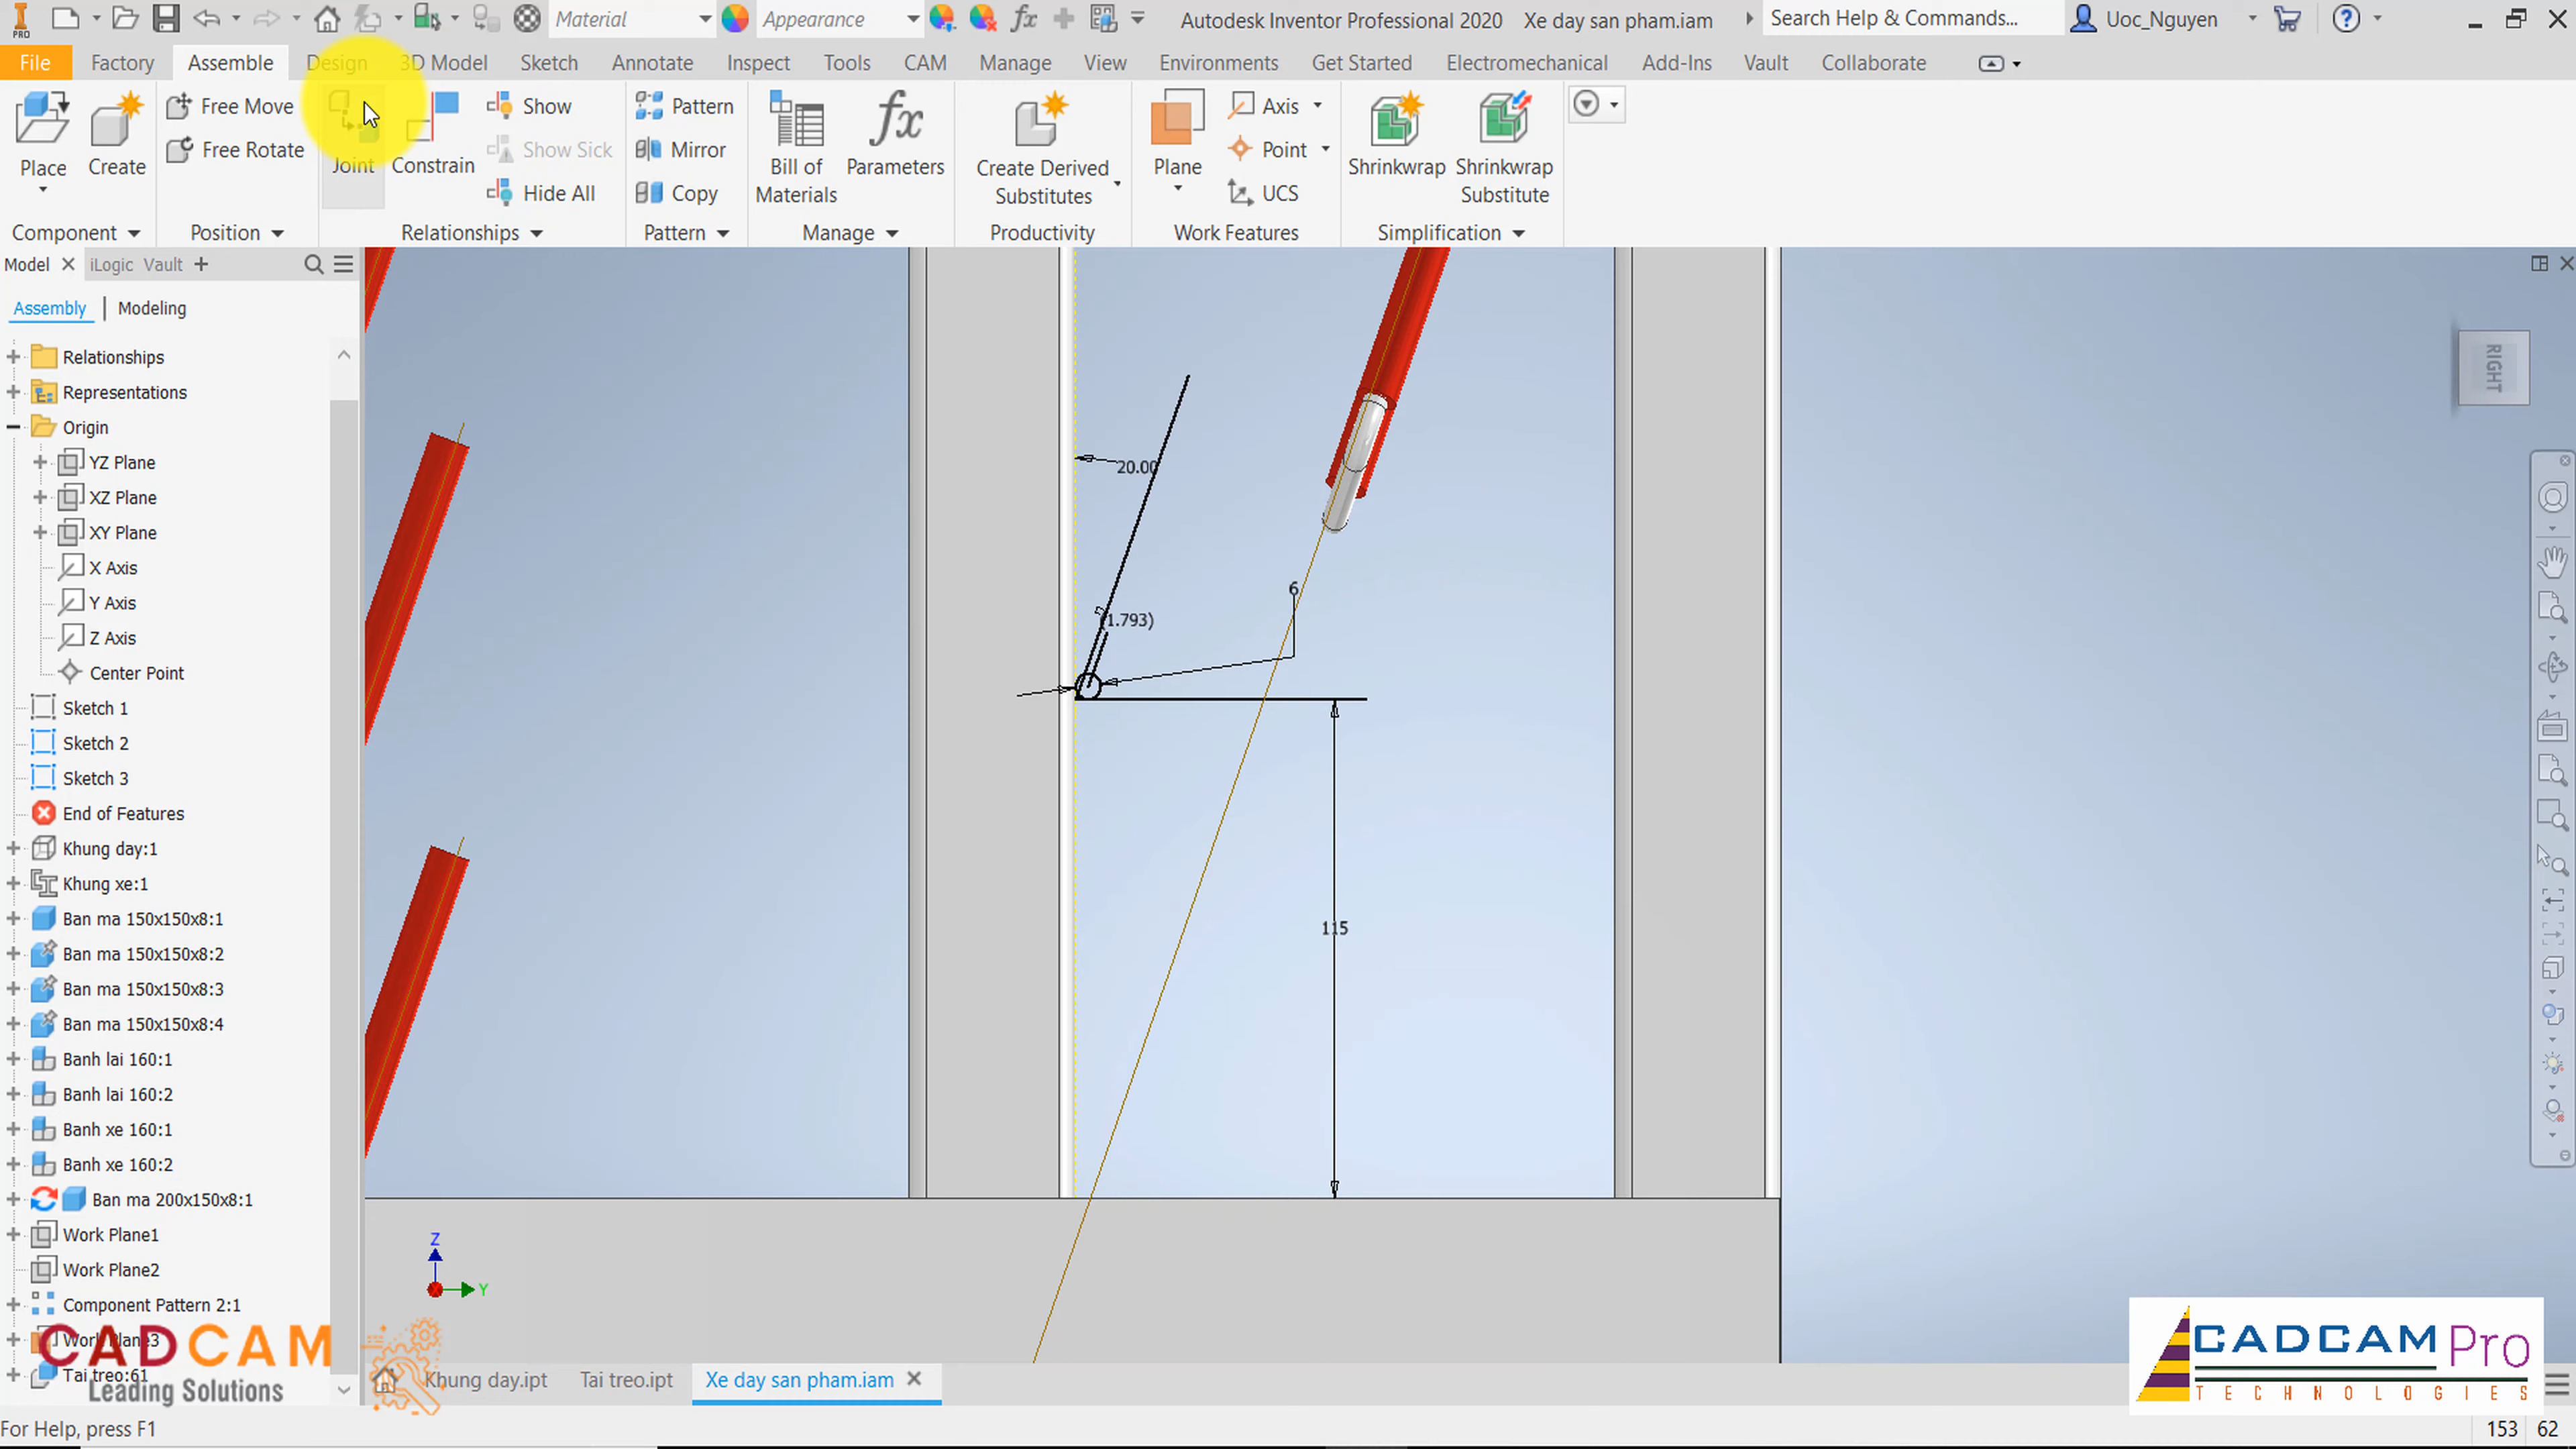 PRO
Material
Appearance
Autodesk Inventor Professional 2020 Xe day san pham.iam
Search Help & Commands...
Uoc_Nguyen
File Factory Assemble Design 3D Model Sketch Annotate Inspect Tools CAM Manage View Environments Get Started Electromechanical Add-Ins Vault Collaborate
Place
Create
Free Move
Free Rotate
Joint
Constrain
Show
Show Sick
Hide All
Pattern
Mirror
Copy
Bill of Materials
Parameters
Create Derived Substitutes
Plane
Axis
Point
UCS
Shrinkwrap
Shrinkwrap Substitute
Component Position Relationships Pattern Manage Productivity Work Features Simplification
Model iLogic Vault
Assembly | Modeling
Relationships
Representations
Origin
YZ Plane
XZ Plane
XY Plane
X Axis
Y Axis
Z Axis
Center Point
Sketch 1
Sketch 2
Sketch 3
End of Features
Khung day:1
Khung xe:1
Ban ma 150x150x8:1
Ban ma 150x150x8:2
Ban ma 150x150x8:3
Ban ma 150x150x8:4
Banh lai 160:1
Banh lai 160:2
Banh xe 160:1
Banh xe 160:2
Ban ma 200x150x8:1
Work Plane1
Work Plane2
Component Pattern 2:1
Work Plane3
Tai treo:61
20.00
(1.793)
6
115
RIGHT
Z
Y
CADCAM
Leading Solutions
Khung day.ipt Tai treo.ipt Xe day san pham.iam
CADCAM Pro
TECHNOLOGIES
For Help, press F1
153 62